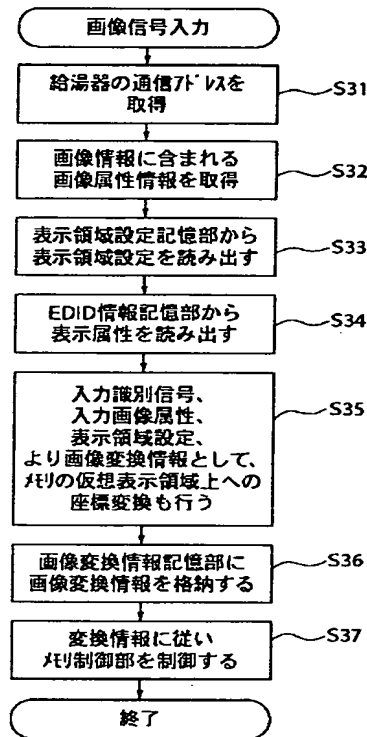 画像信号入力
給湯器の通信ｱﾄﾞﾚｽを
取得
S31
画像情報に含まれる
画像属性情報を取得
S32
表示領域設定記憶部から
表示領域設定を読み出す
S33
EDID情報記憶部から
表示属性を読み出す
S34
入力識別信号、
入力画像属性、
表示領域設定、
より画像変換情報として、
ﾒﾓﾘの仮想表示領域上への
座標変換も行う
S35
画像変換情報記憶部に
画像変換情報を格納する
S36
変換情報に従い
ﾒﾓﾘ制御部を制御する
S37
終了